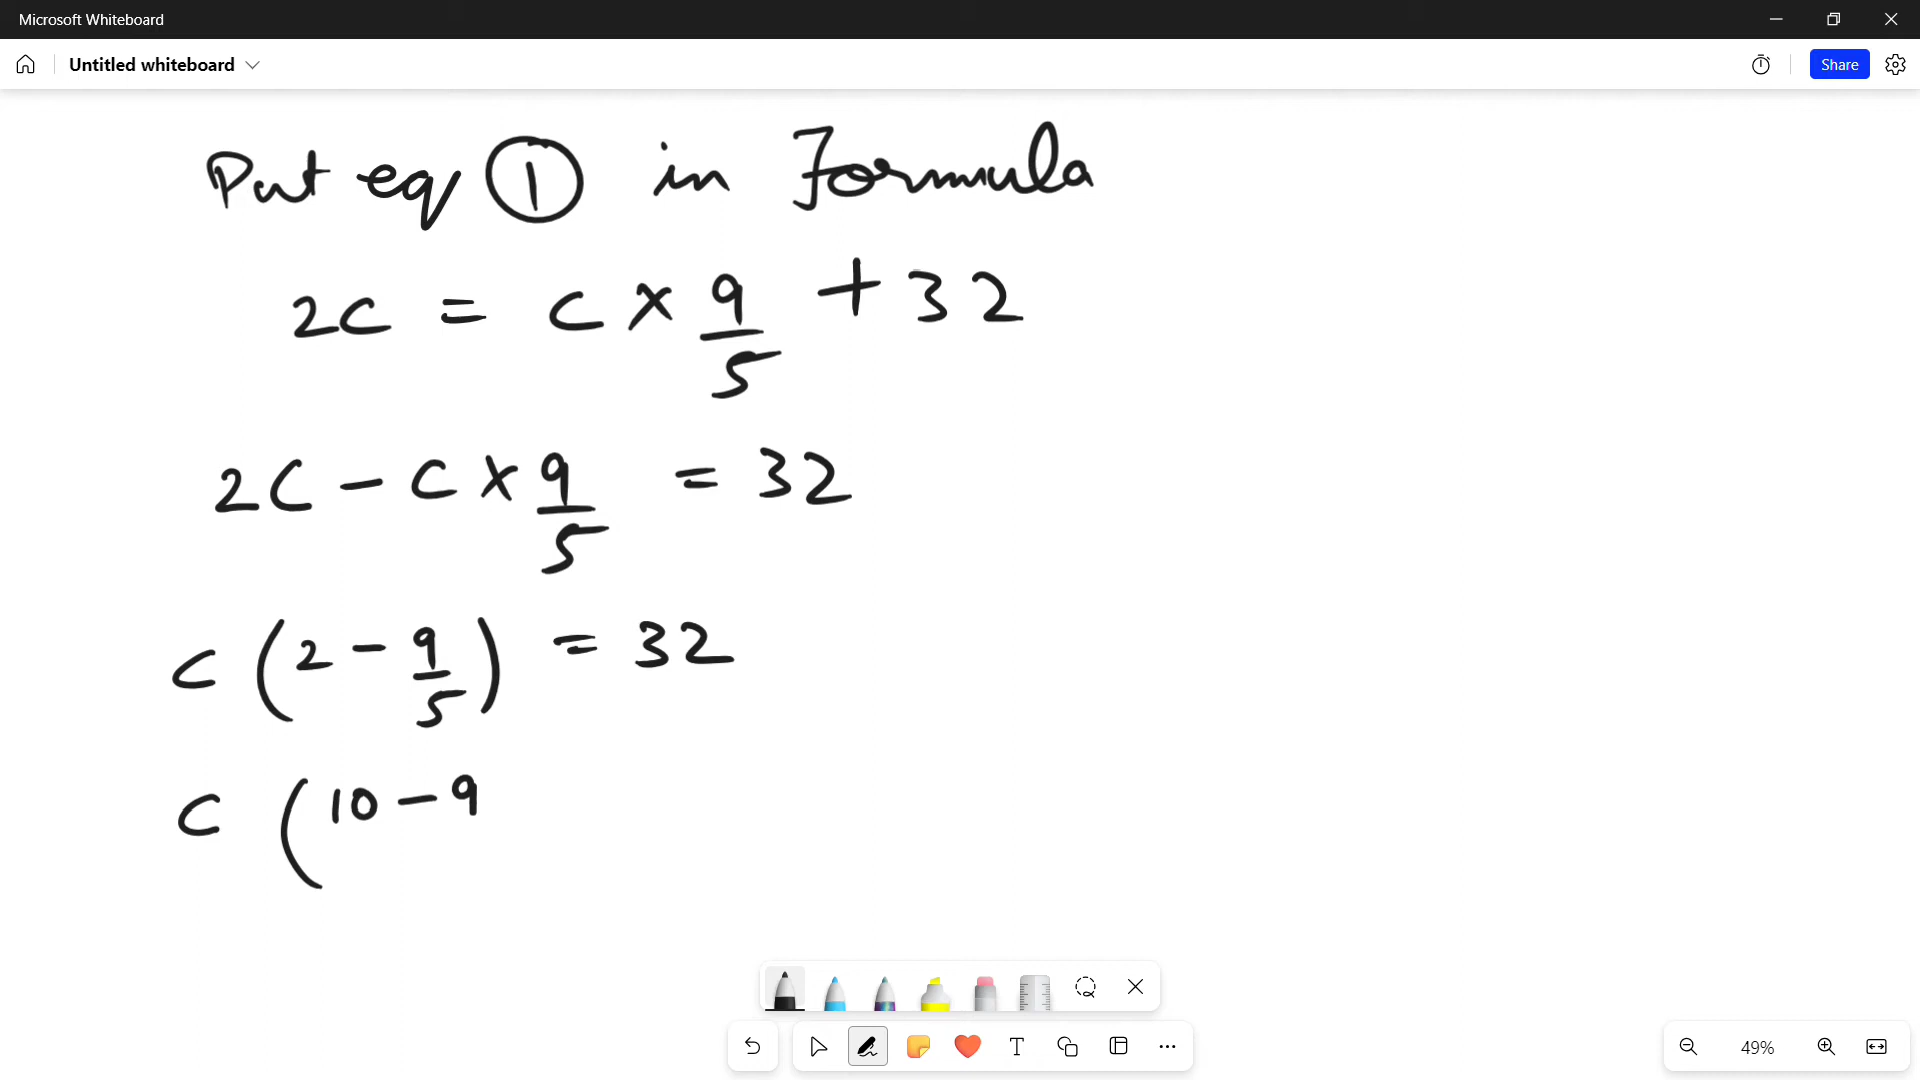 Microsoft Whiteboard
Untitled whiteboard
Share
Put eq ① in Formula
2C = C × 9/5 + 32
2C - C × 9/5 = 32
C (2 - 9/5) = 32
C (10 - 9
49%